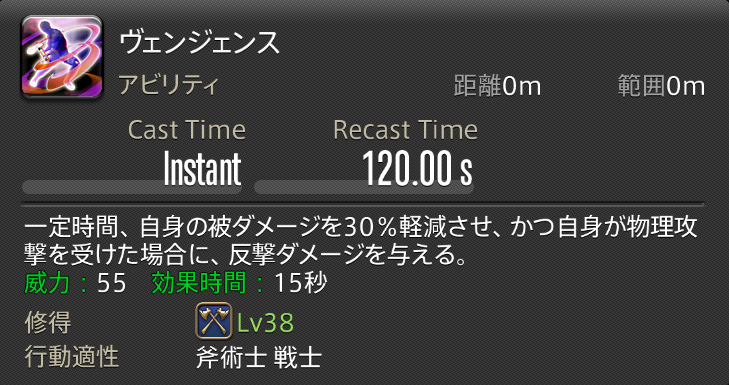 ヴェンジェンス
アビリティ 距離0m 範囲0m
Cast Time Recast Time
Instant 120.00 s
一定時間、自身の被ダメージを30%軽減させ、かつ自身が物理攻
撃を受けた場合に、反撃ダメージを与える。
威力：55 効果時間：15秒
修得 Lv38
行動適性 斧術士 戦士